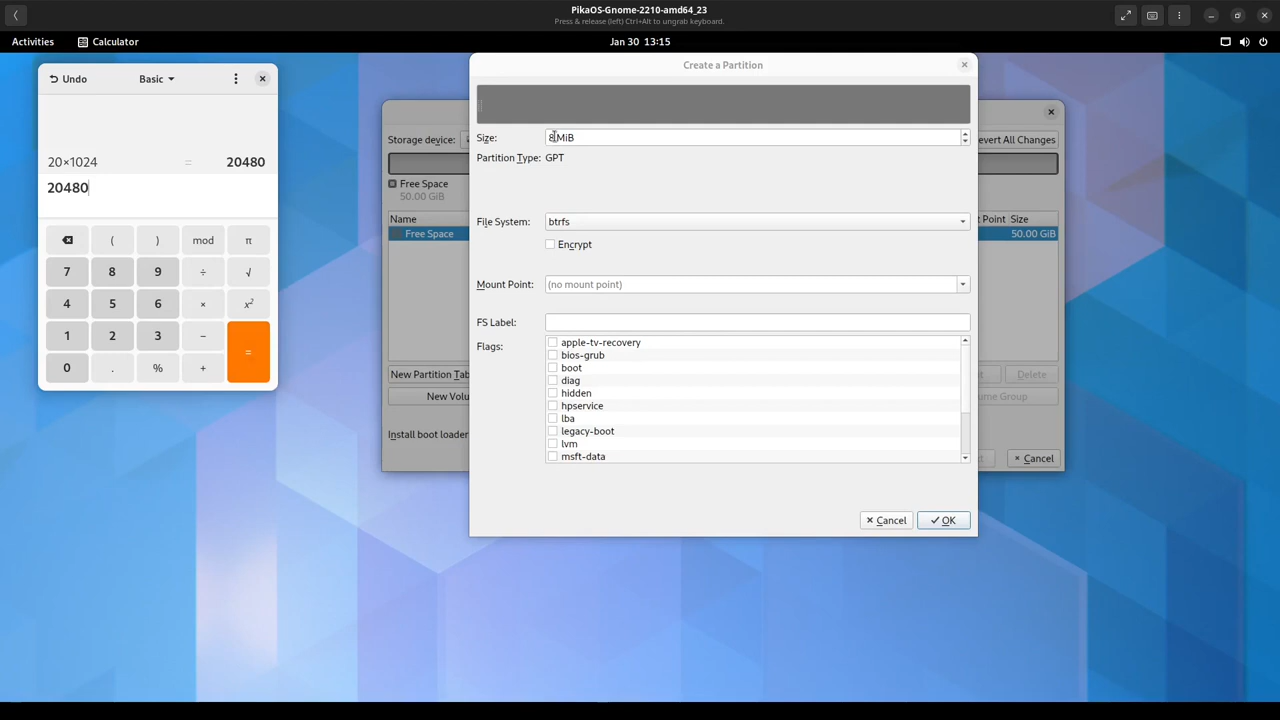 PikaOS-Gnome-2210-amd64_23
Press & release (left) Ctrl+Alt to ungrab keyboard.
Activities
Calculator
Jan 30 13:15
Undo
Basic
20×1024
=
20480
20480
(
)
mod
π
7
8
9
÷
√
4
5
6
×
x²
1
2
3
−
=
0
.
%
+
Storage device:
evert All Changes
Free Space
50.00 GiB
Name
t Point
Size
Free Space
50.00 GiB
New Partition Tab
t
Delete
New Volu
ume Group
Install boot loader
Cancel
Create a Partition
Size:
8 MiB
Partition Type:
GPT
File System:
btrfs
Encrypt
Mount Point:
(no mount point)
FS Label:
Flags:
apple-tv-recovery
bios-grub
boot
diag
hidden
hpservice
lba
legacy-boot
lvm
msft-data
Cancel
OK